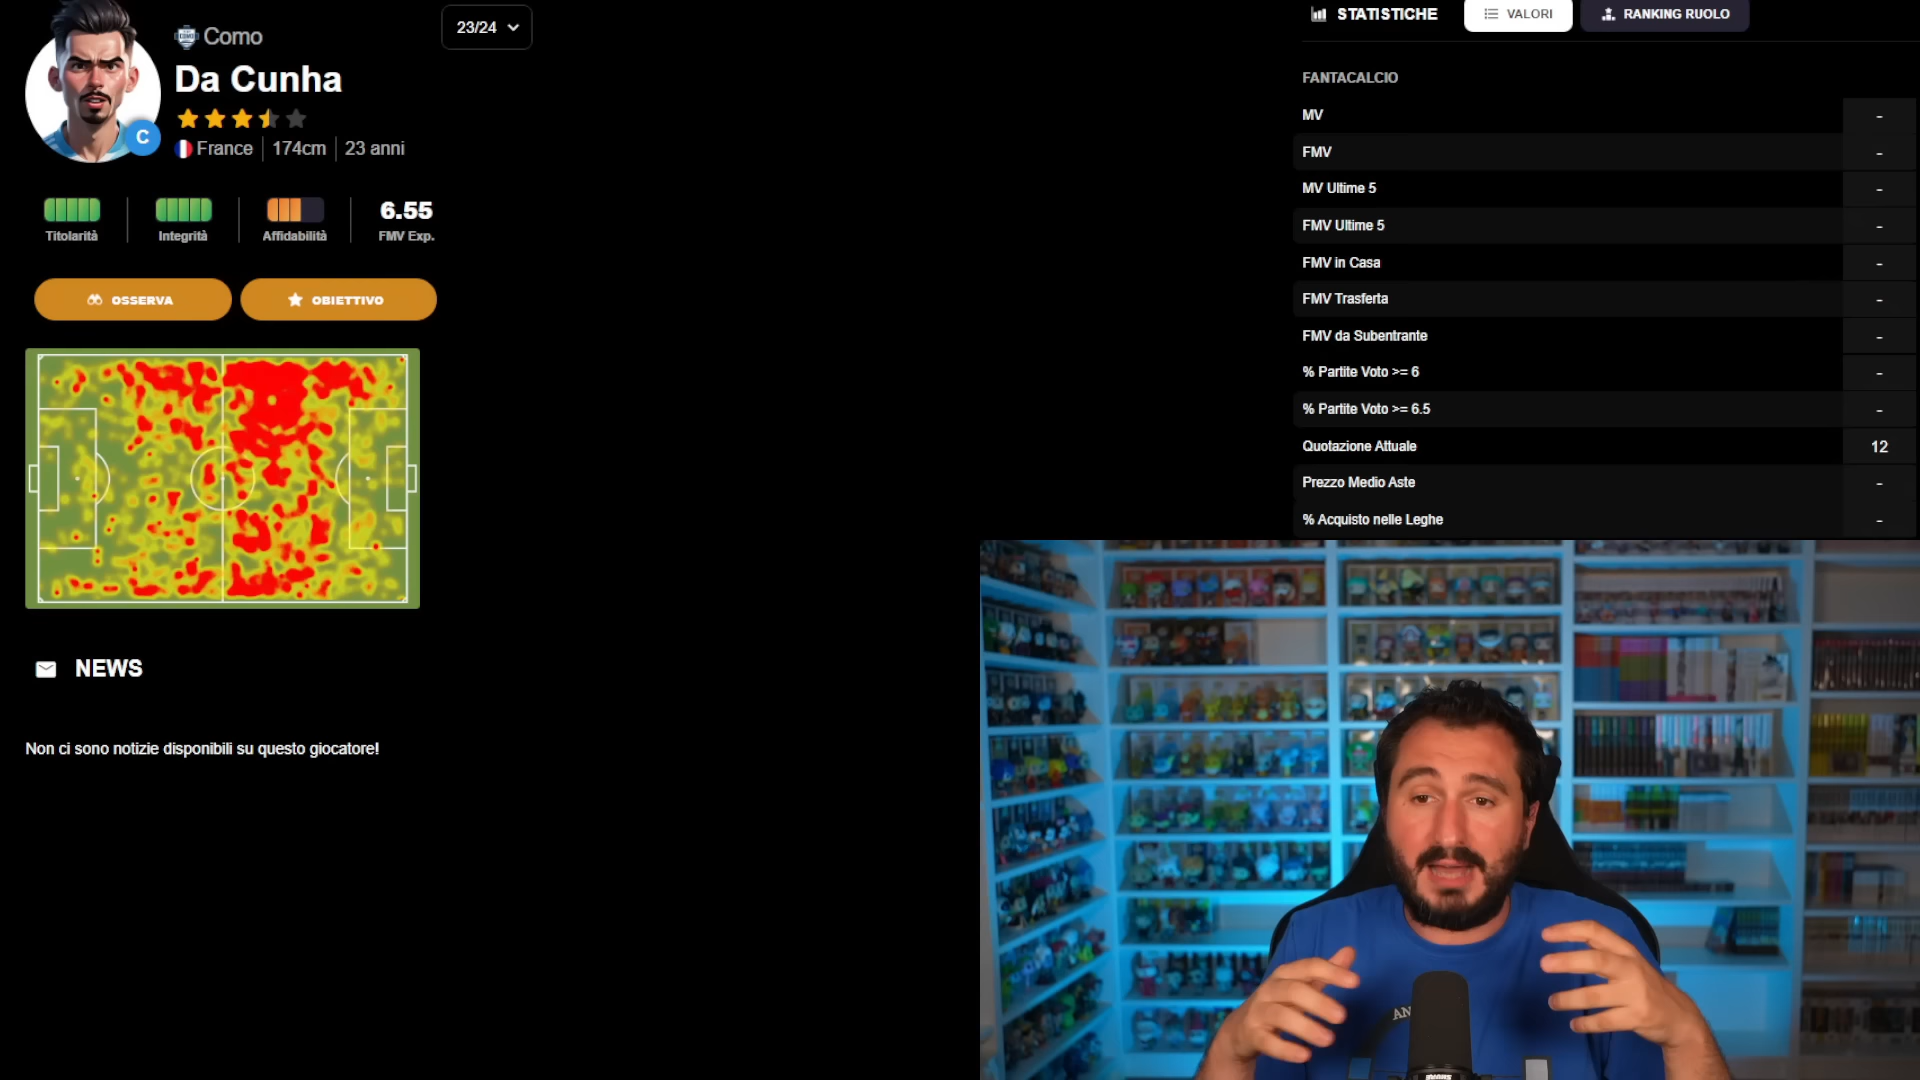 Como
Da Cunha
C
France
174cm
23 anni
23/24
Titolarità
Integrità
Affidabilità
6.55
FMV Exp.
OSSERVA
OBIETTIVO
NEWS
Non ci sono notizie disponibili su questo giocatore!
STATISTICHE
VALORI
RANKING RUOLO
FANTACALCIO
MV -
FMV -
MV Ultime 5 -
FMV Ultime 5 -
FMV in Casa -
FMV Trasferta -
FMV da Subentrante -
% Partite Voto >= 6 -
% Partite Voto >= 6.5 -
Quotazione Attuale 12
Prezzo Medio Aste -
% Acquisto nelle Leghe -
AN